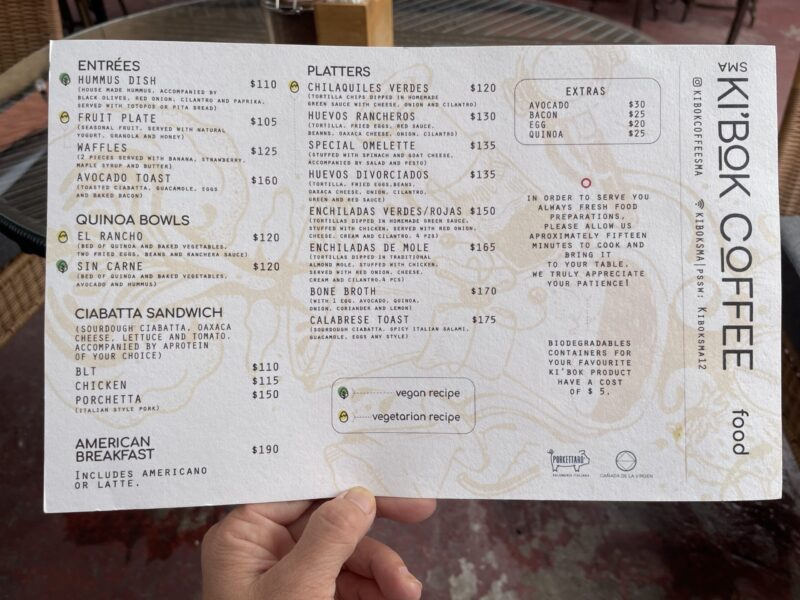 ENTRÉES
HUMMUS DISH $110
(HOUSE MADE HUMMUS, ACCOMPANIED BY
BLACK OLIVES, RED ONION, CILANTRO AND PAPRIKA,
SERVED WITH TOTOPOS OR PITA BREAD)
FRUIT PLATE $105
(SEASONAL FRUIT, SERVED WITH NATURAL
YOGURT, GRANOLA AND HONEY)
WAFFLES $125
(2 PIECES SERVED WITH BANANA, STRAWBERRY,
MAPLE SYRUP AND BUTTER)
AVOCADO TOAST $160
(TOASTED CIABATTA, GUACAMOLE, EGGS
AND BAKED BACON)
QUINOA BOWLS
EL RANCHO $120
(BED OF QUINOA AND BAKED VEGETABLES,
TWO FRIED EGGS, BEANS AND RANCHERA SAUCE)
SIN CARNE $120
(BED OF QUINOA AND BAKED VEGETABLES,
AVOCADO AND HUMMUS)
CIABATTA SANDWICH
(SOURDOUGH CIABATTA, OAXACA
CHEESE, LETTUCE AND TOMATO.
ACCOMPANIED BY APROTEIN
OF YOUR CHOICE)
BLT $110
CHICKEN $115
PORCHETTA $150
(ITALIAN STYLE PORK)
AMERICAN
BREAKFAST $190
INCLUDES AMERICANO
OR LATTE.
PLATTERS
CHILAQUILES VERDES $120
(TORTILLA CHIPS DIPPED IN HOMEMADE
GREEN SAUCE WITH CHEESE, ONION AND CILANTRO)
HUEVOS RANCHEROS $130
(TORTILLA, FRIED EGGS, RED SAUCE,
BEANNS, OAXACA CHEESE, ONION, CILANTRO)
SPECIAL OMELETTE $135
(STUFFED WITH SPINACH AND GOAT CHEESE,
ACCOMPANIED BY SALAD AND PESTO)
HUEVOS DIVORCIADOS $135
(TORTILLA, FRIED EGGS, BEANS,
OAXACA CHEESE, ONION, CILANTRO,
GREEN AND RED SAUCE)
ENCHILADAS VERDES/ROJAS $150
(TORTILLAS DIPPED IN HOMEMADE GREEN SAUCE,
STUFFED WITH CHICKEN, SERVED WITH RED ONION,
CHEESE, CREAM AND CILANTRO. 4 PZS)
ENCHILADAS DE MOLE $165
(TORTILLAS DIPPED IN TRADITIONAL
ALMOND MOLE, STUFFED WITH CHICKEN,
SERVED WITH RED ONION, CHEESE,
CREAM AND CILANTRO.4 PCS)
BONE BROTH $170
(WITH 1 EGG, AVOCADO, QUINOA,
ONION, CORIANDER AND LEMON)
CALABRESE TOAST $175
(SOURDOUGH CIABATTA, SPICY ITALIAN SALAMI,
GUACAMOLE, EGGS ANY STYLE)
vegan recipe
vegetarian recipe
EXTRAS
AVOCADO $30
BACON $25
EGG $20
QUINOA $25
IN ORDER TO SERVE YOU
ALWAYS FRESH FOOD
PREPARATIONS,
PLEASE ALLOW US
APROXIMATELY FIFTEEN
MINUTES TO COOK AND
BRING IT
TO YOUR TABLE.
WE TRULY APPRECIATE
YOUR PATIENCE!
BIODEGRADABLES
CONTAINERS FOR
YOUR FAVOURITE
KI'BOK PRODUCT
HAVE A COST
OF $ 5.
PORKETTARÖ
SALUMERIA ITALIANA
CAÑADA DE LA VIRGEN
SMA
KI'BOK COFFEE food
KIBOKCOFFEESMA
KIBOKSMA|PSSW: KIBOKSMA12